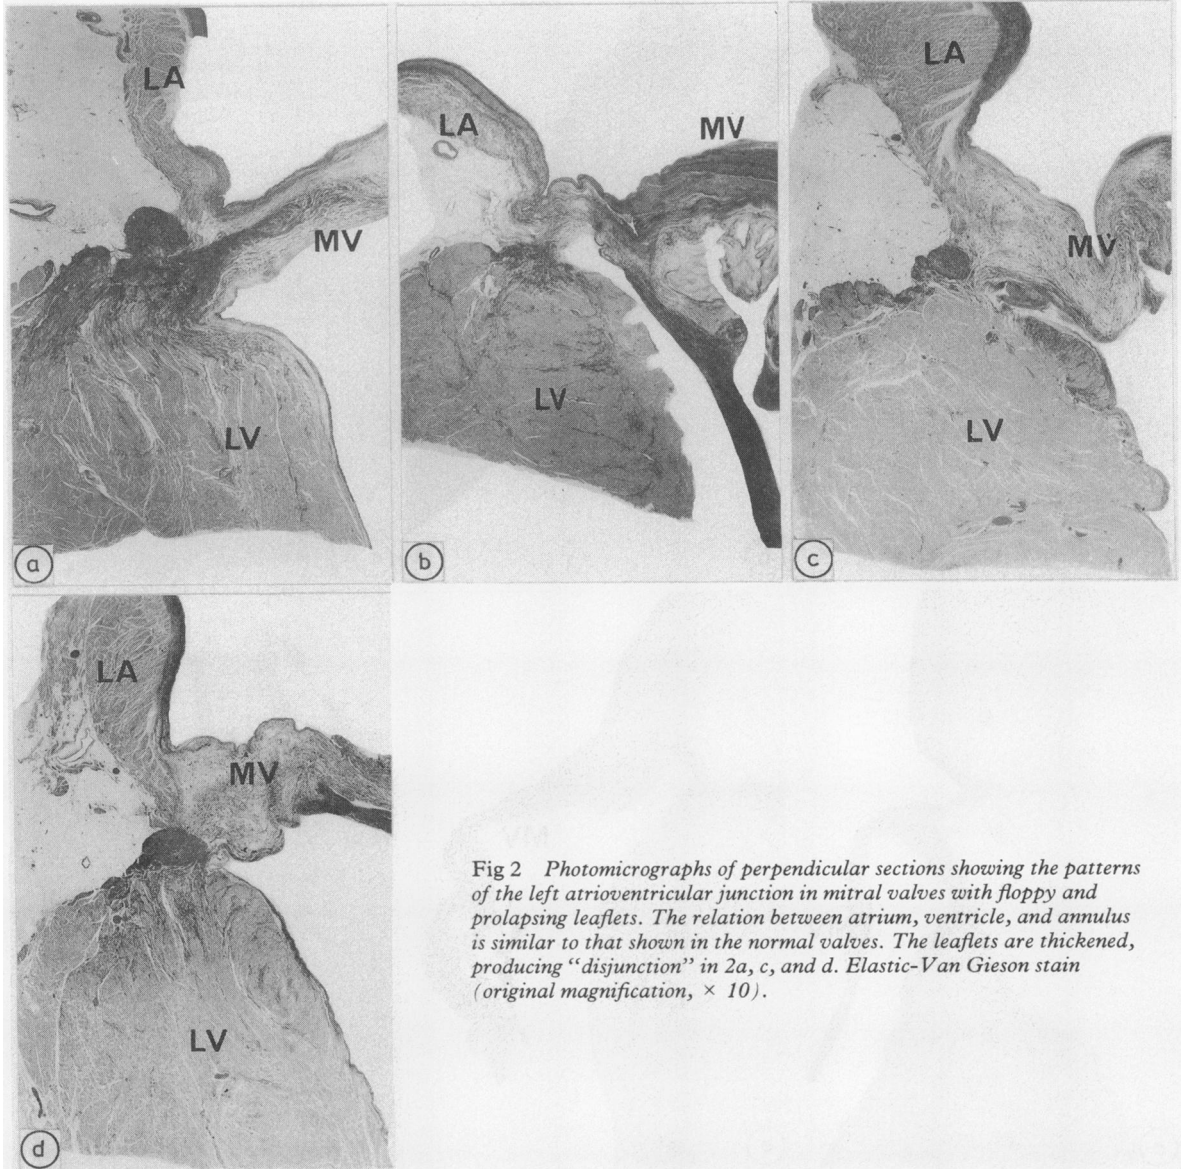 LA
MV
LV
a
LA
MV
LV
b
LA
MV
LV
c
LA
MV
LV
d
Fig 2 Photomicrographs of perpendicular sections showing the patterns
of the left atrioventricular junction in mitral valves with floppy and
prolapsing leaflets. The relation between atrium, ventricle, and annulus
is similar to that shown in the normal valves. The leaflets are thickened,
producing "disjunction" in 2a, c, and d. Elastic-Van Gieson stain
(original magnification, × 10).